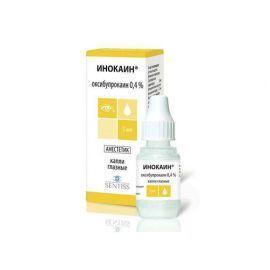 ИНОКАИН®
оксибупрокаин 0,4 %
5 мл
АНЕСТЕТИК
капли
глазные
SENTISS
ИНОКАИН®
оксибупрокаин 0,4%
капли глазные